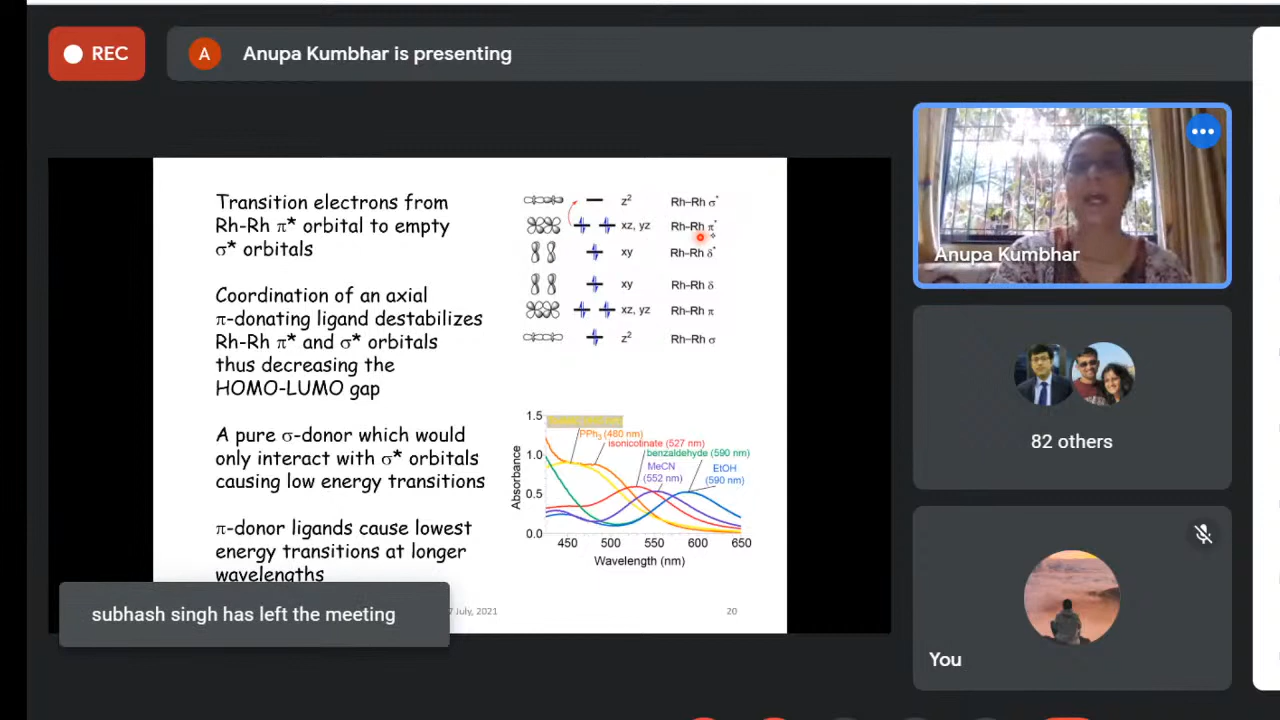 REC
A
Anupa Kumbhar is presenting
Transition electrons from
Rh-Rh π* orbital to empty
σ* orbitals
Coordination of an axial
π-donating ligand destabilizes
Rh-Rh π* and σ* orbitals
thus decreasing the
HOMO-LUMO gap
A pure σ-donor which would
only interact with σ* orbitals
causing low energy transitions
π-donor ligands cause lowest
energy transitions at longer
wavelengths
z² Rh–Rh σ*
xz, yz Rh–Rh π*
xy Rh–Rh δ*
xy Rh–Rh δ
xz, yz Rh–Rh π
z² Rh–Rh σ
1.5
1.0
0.5
0.0
Absorbance
PPh₃ (480 nm)
isonicotinate (527 nm)
benzaldehyde (590 nm)
MeCN
(552 nm)
EtOH
(590 nm)
450 500 550 600 650
Wavelength (nm)
July, 2021
20
subhash singh has left the meeting
Anupa Kumbhar
82 others
You